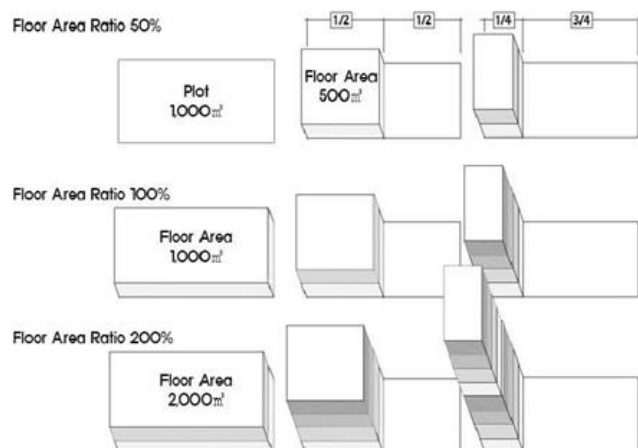 Floor Area Ratio 50%
1/2
1/2
1/4
3/4
Plot
1.000㎡
Floor Area
500㎡
Floor Area Ratio 100%
Floor Area
1.000㎡
Floor Area Ratio 200%
Floor Area
2.000㎡